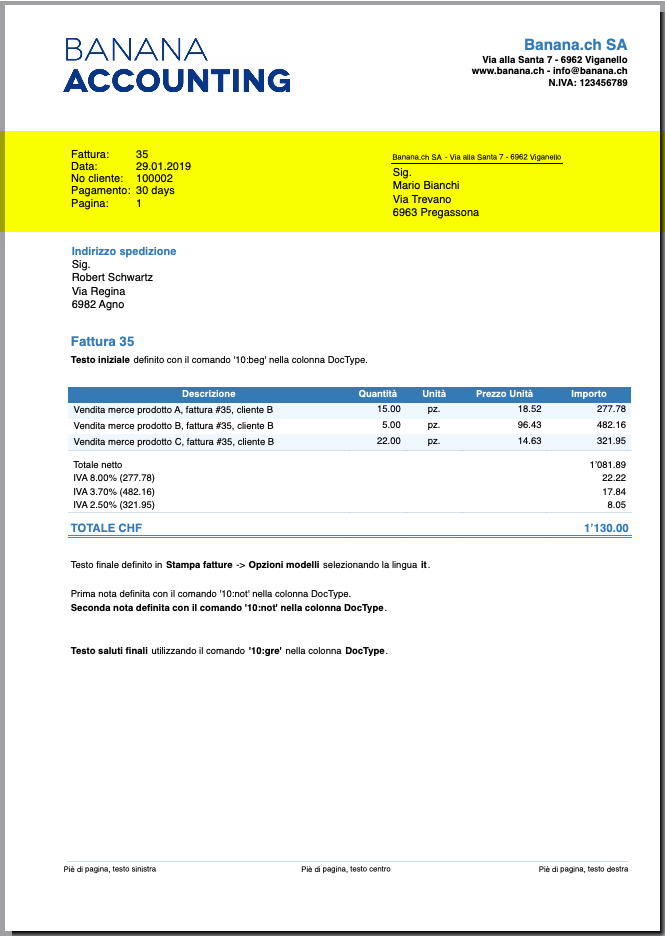 BANANA
ACCOUNTING
Banana.ch SA
Via alla Santa 7 - 6962 Viganello
www.banana.ch - info@banana.ch
N.IVA: 123456789
Fattura: 35
Data: 29.01.2019
No cliente: 100002
Pagamento: 30 days
Pagina: 1
Banana.ch SA - Via alla Santa 7 - 6962 Viganello
Sig.
Mario Bianchi
Via Trevano
6963 Pregassona
Indirizzo spedizione
Sig.
Robert Schwartz
Via Regina
6982 Agno
Fattura 35
Testo iniziale definito con il comando '10:beg' nella colonna DocType.
Descrizione Quantità Unità Prezzo Unità Importo
Vendita merce prodotto A, fattura #35, cliente B 15.00 pz. 18.52 277.78
Vendita merce prodotto B, fattura #35, cliente B 5.00 pz. 96.43 482.16
Vendita merce prodotto C, fattura #35, cliente B 22.00 pz. 14.63 321.95
Totale netto 1'081.89
IVA 8.00% (277.78) 22.22
IVA 3.70% (482.16) 17.84
IVA 2.50% (321.95) 8.05
TOTALE CHF 1'130.00
Testo finale definito in Stampa fatture -> Opzioni modelli selezionando la lingua it.
Prima nota definita con il comando '10:not' nella colonna DocType.
Seconda nota definita con il comando '10:not' nella colonna DocType.
Testo saluti finali utilizzando il comando '10:gre' nella colonna DocType.
Piè di pagina, testo sinistra Piè di pagina, testo centro Piè di pagina, testo destra